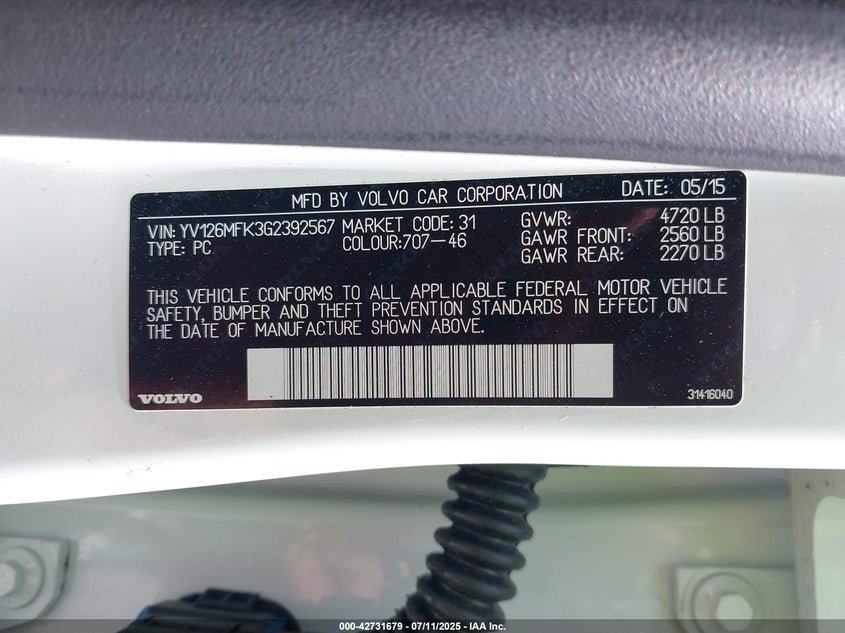 MFD BY VOLVO CAR CORPORATION DATE: 05/15
VIN: YV126MFK3G2392567 MARKET CODE: 31 GVWR: 4720 LB
TYPE: PC COLOUR:707-46 GAWR FRONT: 2560 LB
GAWR REAR: 2270 LB
THIS VEHICLE CONFORMS TO ALL APPLICABLE FEDERAL MOTOR VEHICLE
SAFETY, BUMPER AND THEFT PREVENTION STANDARDS IN EFFECT ON
THE DATE OF MANUFACTURE SHOWN ABOVE.
VOLVO 31416040
000-42731679 - 07/11/2025 - IAA Inc.